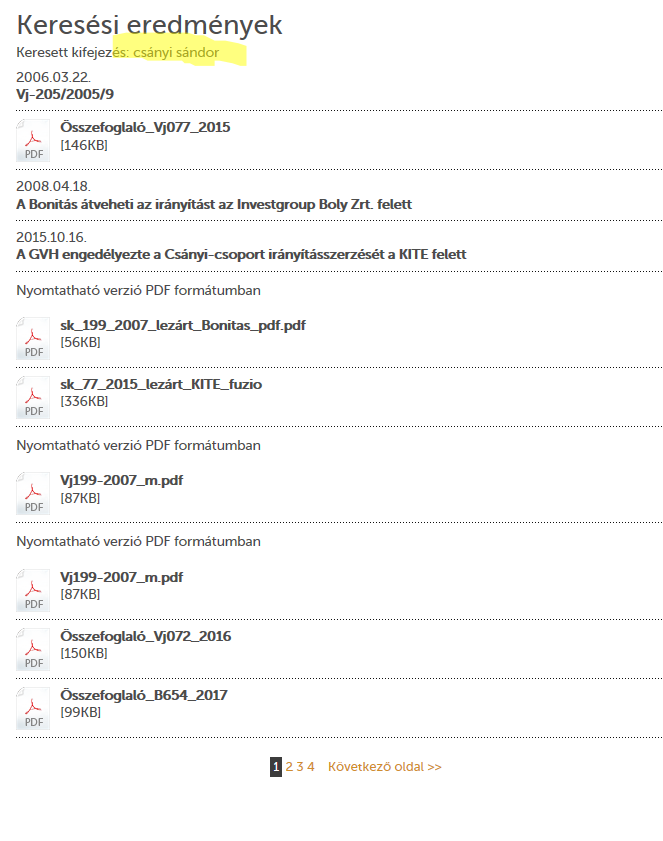 Keresési eredmények
Keresett kifejezés: csányi sándor
2006.03.22.
Vj-205/2005/9
Összefoglaló_Vj077_2015
[146KB]
PDF
2008.04.18.
A Bonitás átveheti az irányítást az Investgroup Boly Zrt. felett
2015.10.16.
A GVH engedélyezte a Csányi-csoport irányításszerzését a KITE felett
Nyomtatható verzió PDF formátumban
sk_199_2007_lezárt_Bonitas_pdf.pdf
[56KB]
PDF
sk_77_2015_lezárt_KITE_fuzio
[336KB]
PDF
Nyomtatható verzió PDF formátumban
Vj199-2007_m.pdf
[87KB]
PDF
Nyomtatható verzió PDF formátumban
Vj199-2007_m.pdf
[87KB]
PDF
Összefoglaló_Vj072_2016
[150KB]
PDF
Összefoglaló_B654_2017
[99KB]
PDF
1 2 3 4 Következő oldal >>